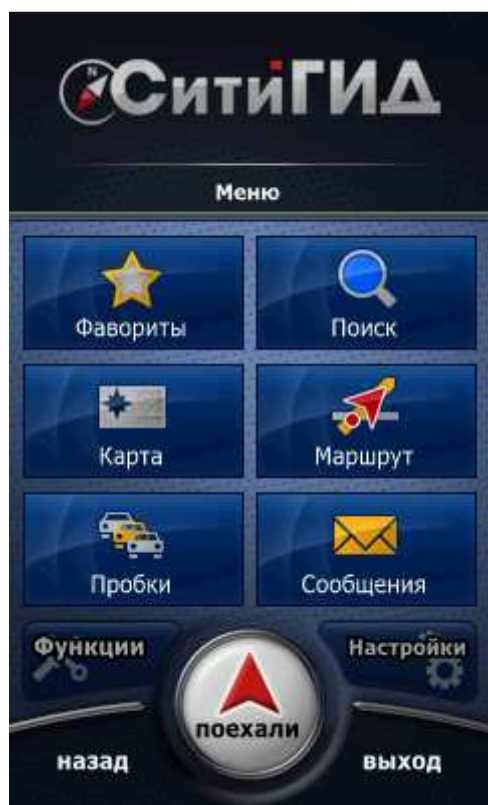 N
СитиГИД
Меню
Фавориты
Поиск
Карта
Маршрут
Пробки
Сообщения
Функции
Настройки
поехали
назад
выход